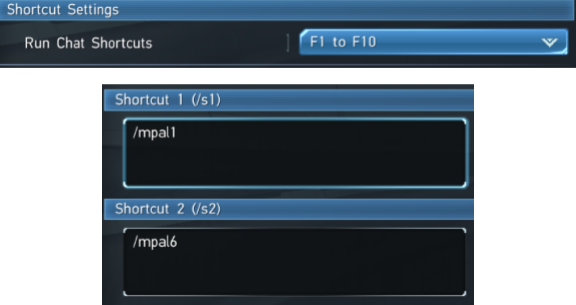 Shortcut Settings
Run Chat Shortcuts
F1 to F10
Shortcut 1 (/s1)
/mpal1
Shortcut 2 (/s2)
/mpal6